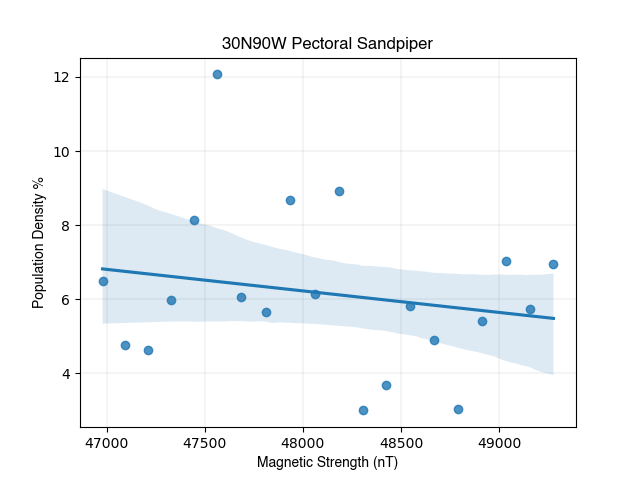 30N90W Pectoral Sandpiper
12
10
8
6
4
Population Density %
47000 47500 48000 48500 49000
Magnetic Strength (nT)